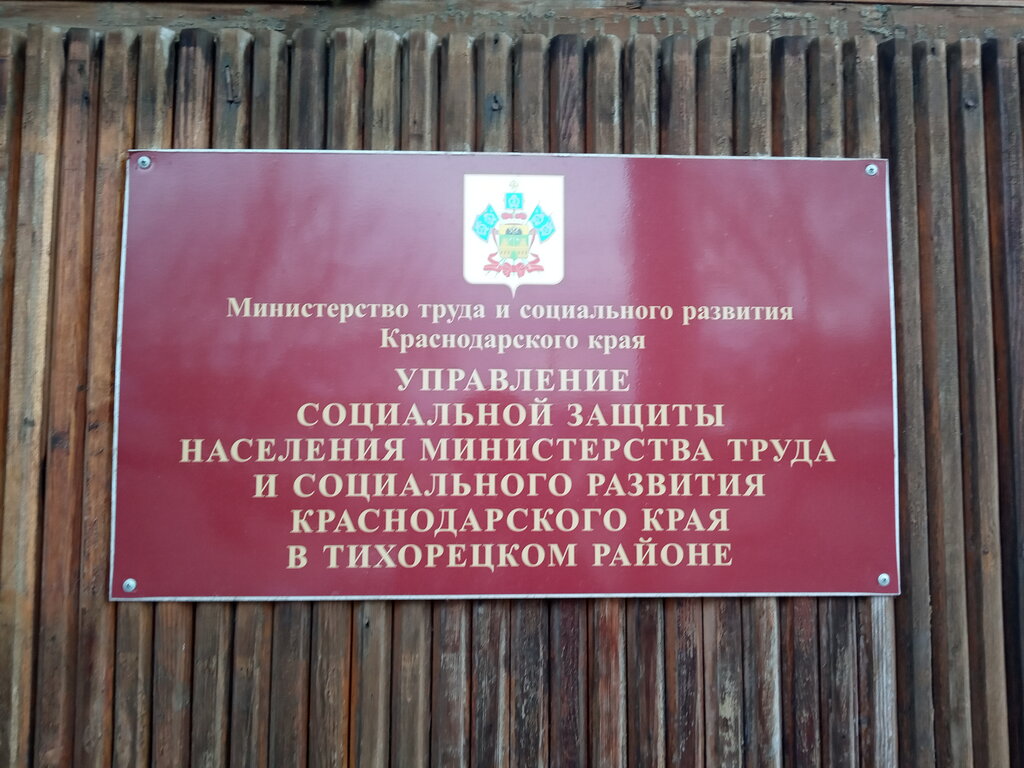 Министерство труда и социального развития
Краснодарского края
УПРАВЛЕНИЕ
СОЦИАЛЬНОЙ ЗАЩИТЫ
НАСЕЛЕНИЯ МИНИСТЕРСТВА ТРУДА
И СОЦИАЛЬНОГО РАЗВИТИЯ
КРАСНОДАРСКОГО КРАЯ
В ТИХОРЕЦКОМ РАЙОНЕ